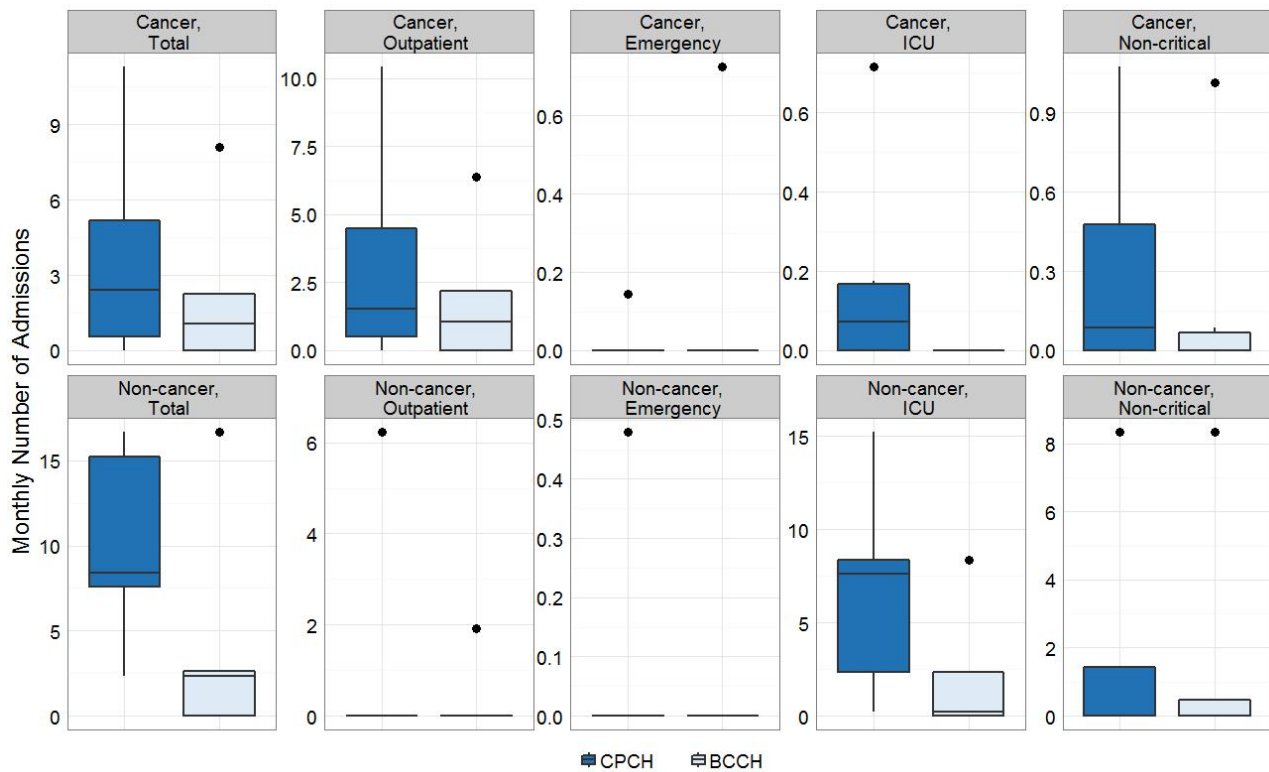 Cancer,
Total
Cancer,
Outpatient
Cancer,
Emergency
Cancer,
ICU
Cancer,
Non-critical
9
6
3
0
10.0
7.5
5.0
2.5
0.0
0.6
0.4
0.2
0.0
0.6
0.4
0.2
0.0
0.9
0.6
0.3
0.0
Monthly Number of Admissions
Non-cancer,
Total
Non-cancer,
Outpatient
Non-cancer,
Emergency
Non-cancer,
ICU
Non-cancer,
Non-critical
15
10
5
0
6
4
2
0
0.5
0.4
0.3
0.2
0.1
0.0
15
10
5
0
8
6
4
2
0
CPCH
BCCH